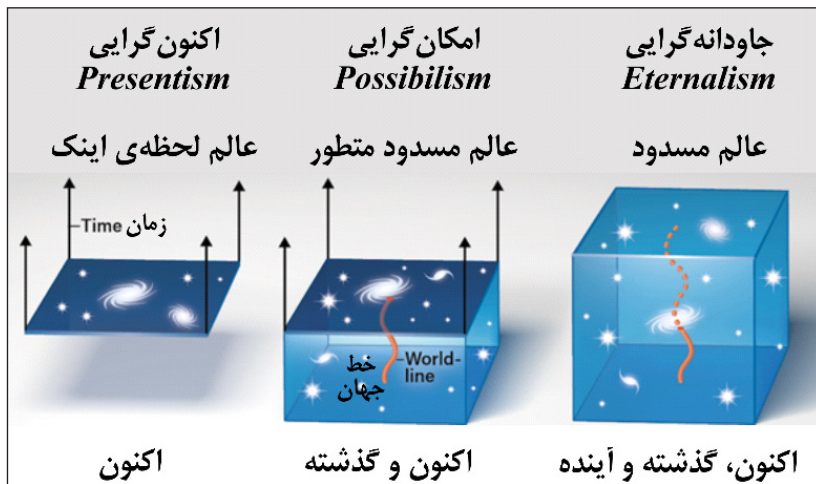 جاودانه‌گرایی
Eternalism
عالم مسدود
اکنون، گذشته و آینده
امکان‌گرایی
Possibilism
عالم مسدود متطور
خط
جهان
World-
line
اکنون و گذشته
اکنون‌گرایی
Presentism
عالم لحظه‌ی اینک
Time زمان
اکنون